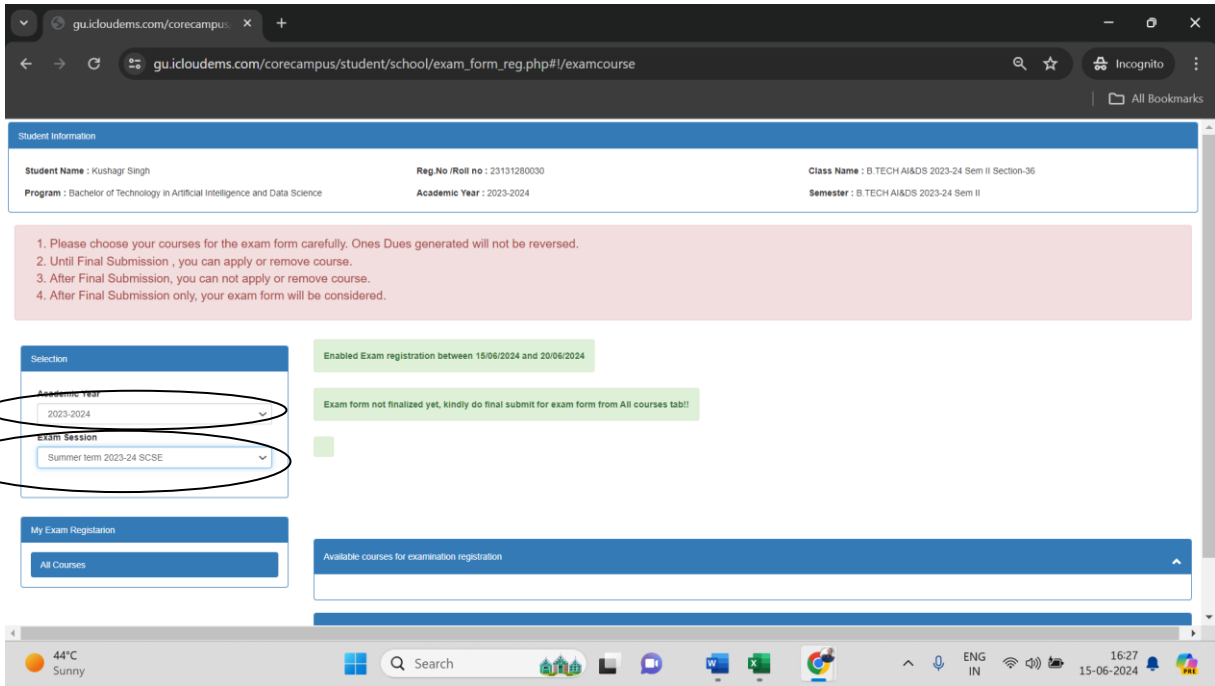 gu.icloudems.com/corecampus,
gu.icloudems.com/corecampus/student/school/exam_form_reg.php#!/examcourse
Incognito
All Bookmarks
Student Information
Student Name : Kushagr Singh
Reg.No /Roll no : 23131280030
Class Name : B.TECH AI&DS 2023-24 Sem II Section-36
Program : Bachelor of Technology in Artificial Intelligence and Data Science
Academic Year : 2023-2024
Semester : B.TECH AI&DS 2023-24 Sem II
1. Please choose your courses for the exam form carefully. Ones Dues generated will not be reversed.
2. Until Final Submission , you can apply or remove course.
3. After Final Submission, you can not apply or remove course.
4. After Final Submission only, your exam form will be considered.
Selection
Academic Year
2023-2024
Exam Session
Summer term 2023-24 SCSE
Enabled Exam registration between 15/06/2024 and 20/06/2024
Exam form not finalized yet, kindly do final submit for exam form from All courses tab!!
My Exam Registarion
All Courses
Available courses for examination registration
44°C
Sunny
Search
ENG
IN
16:27
15-06-2024
PRE